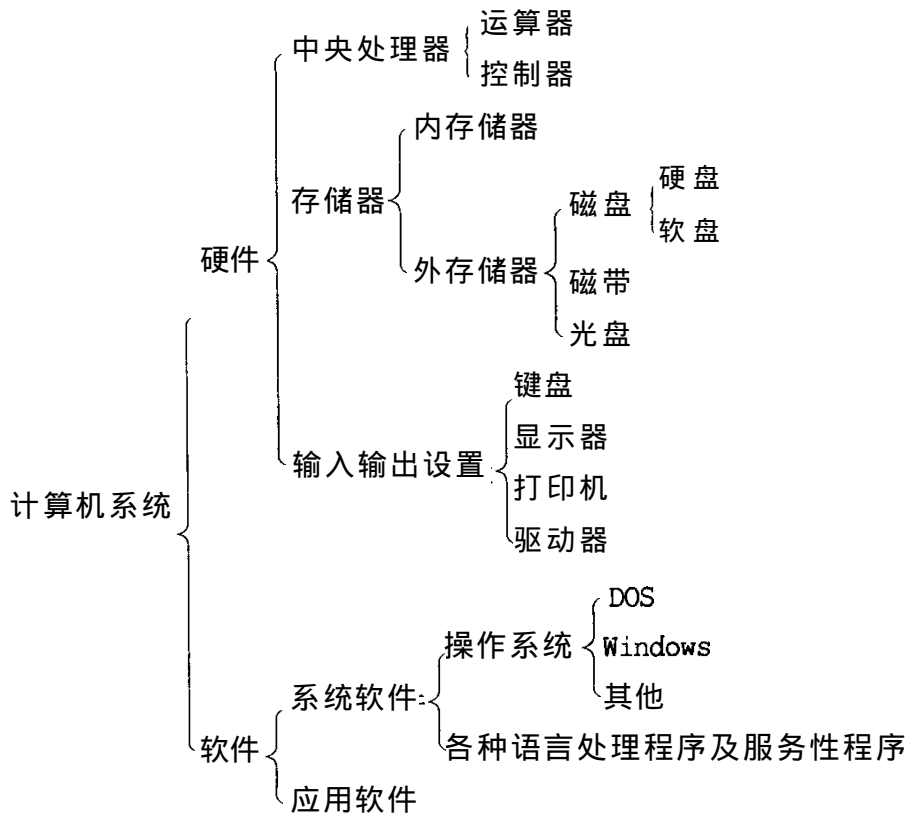 运算器
中央处理器
控制器
内存储器
硬盘
存储器
磁盘
软盘
硬件
外存储器
磁带
光盘
键盘
显示器
输入输出设置
打印机
计算机系统
驱动器
DOS
操作系统
Windows
系统软件
其他
软件
各种语言处理程序及服务性程序
应用软件